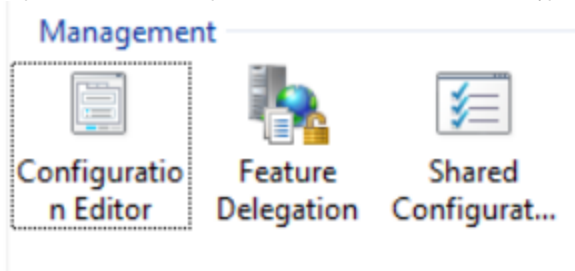 Management
Configuratio Feature Shared
n Editor Delegation Configurat...